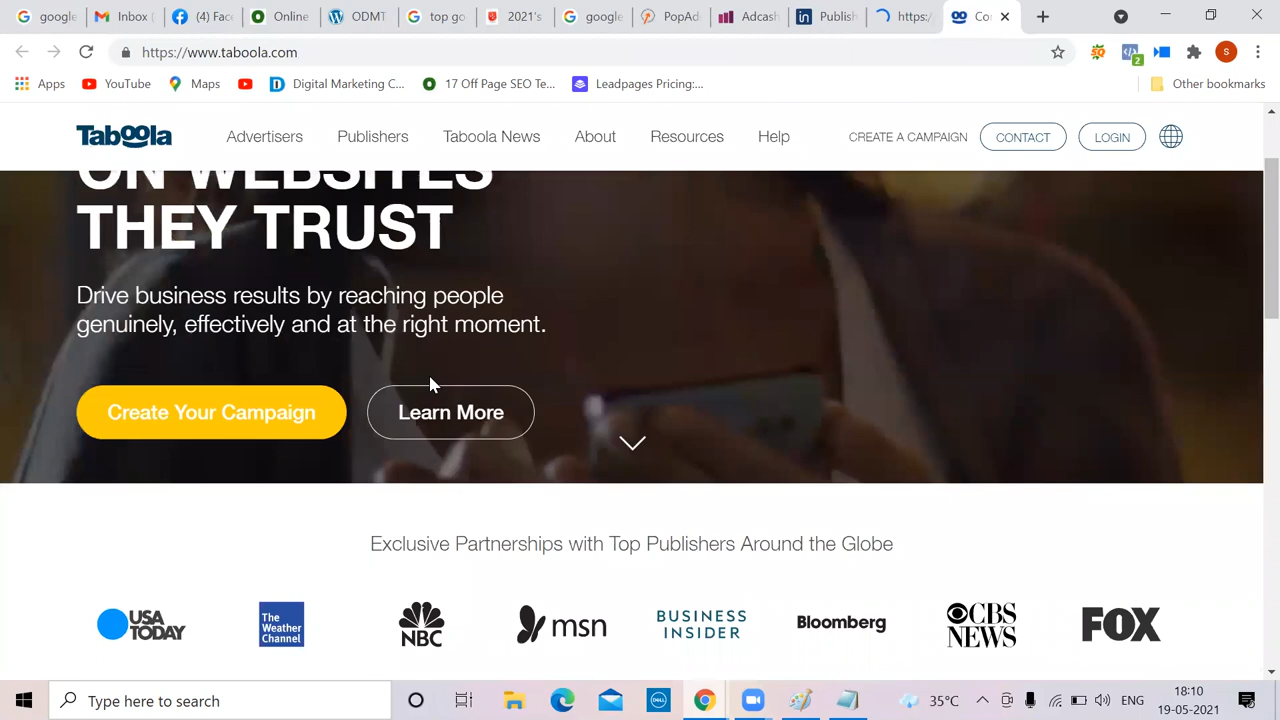 google
Inbox (
(4) Face
Online
ODMT
top go
2021's
google
PopAd
Adcash
Publish
https:/
Co
https://www.taboola.com
2
S
Apps
YouTube
Maps
Digital Marketing C...
17 Off Page SEO Te...
Leadpages Pricing:...
Other bookmarks
Taboola
Advertisers
Publishers
Taboola News
About
Resources
Help
CREATE A CAMPAIGN
CONTACT
LOGIN
ON WEBSITES
THEY TRUST
Drive business results by reaching people
genuinely, effectively and at the right moment.
Create Your Campaign
Learn More
Exclusive Partnerships with Top Publishers Around the Globe
USA
TODAY
The
Weather
Channel
NBC
msn
BUSINESS
INSIDER
Bloomberg
CBS
NEWS
FOX
Type here to search
DELL
35°C
ENG
18:10
19-05-2021